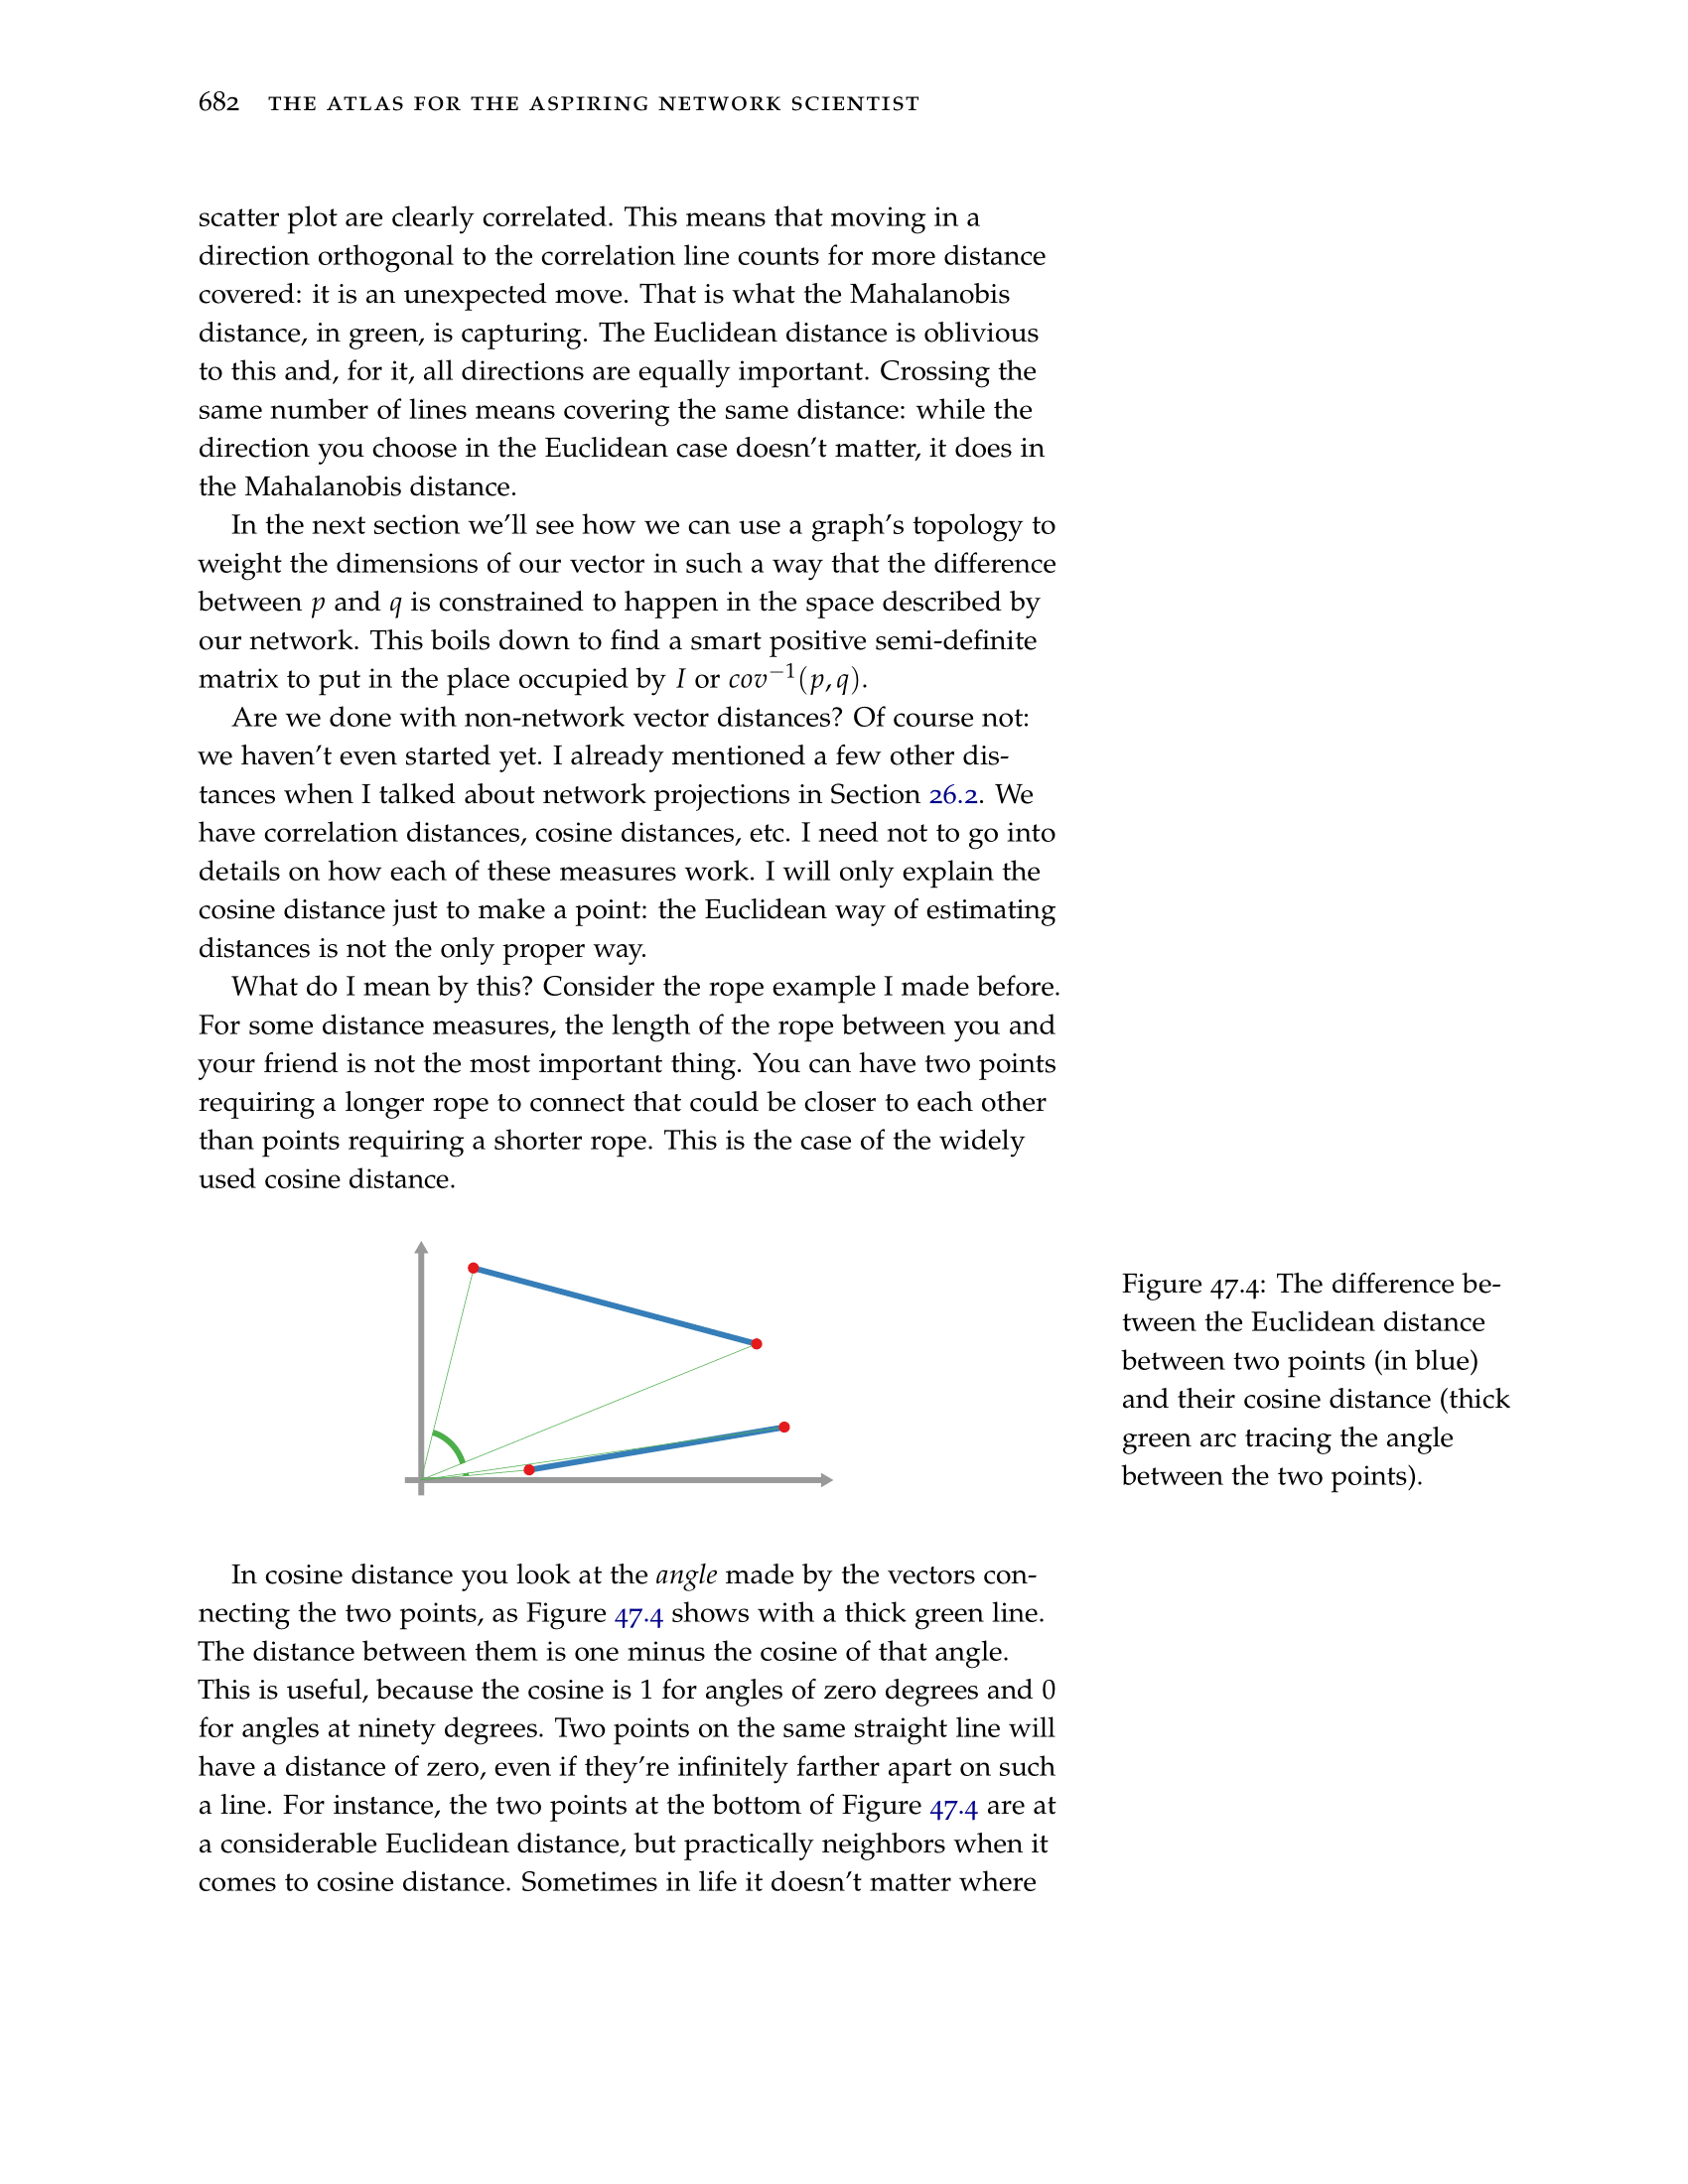 682 THE ATLAS FOR THE ASPIRING NETWORK SCIENTIST
scatter plot are clearly correlated. This means that moving in a
direction orthogonal to the correlation line counts for more distance
covered: it is an unexpected move. That is what the Mahalanobis
distance, in green, is capturing. The Euclidean distance is oblivious
to this and, for it, all directions are equally important. Crossing the
same number of lines means covering the same distance: while the
direction you choose in the Euclidean case doesn't matter, it does in
the Mahalanobis distance.
In the next section we'll see how we can use a graph's topology to
weight the dimensions of our vector in such a way that the difference
between p and q is constrained to happen in the space described by
our network. This boils down to find a smart positive semi-definite
matrix to put in the place occupied by I or cov⁻¹(p, q).
Are we done with non-network vector distances? Of course not:
we haven't even started yet. I already mentioned a few other dis-
tances when I talked about network projections in Section 26.2. We
have correlation distances, cosine distances, etc. I need not to go into
details on how each of these measures work. I will only explain the
cosine distance just to make a point: the Euclidean way of estimating
distances is not the only proper way.
What do I mean by this? Consider the rope example I made before.
For some distance measures, the length of the rope between you and
your friend is not the most important thing. You can have two points
requiring a longer rope to connect that could be closer to each other
than points requiring a shorter rope. This is the case of the widely
used cosine distance.
Figure 47.4: The difference be-
tween the Euclidean distance
between two points (in blue)
and their cosine distance (thick
green arc tracing the angle
between the two points).
In cosine distance you look at the angle made by the vectors con-
necting the two points, as Figure 47.4 shows with a thick green line.
The distance between them is one minus the cosine of that angle.
This is useful, because the cosine is 1 for angles of zero degrees and 0
for angles at ninety degrees. Two points on the same straight line will
have a distance of zero, even if they're infinitely farther apart on such
a line. For instance, the two points at the bottom of Figure 47.4 are at
a considerable Euclidean distance, but practically neighbors when it
comes to cosine distance. Sometimes in life it doesn't matter where